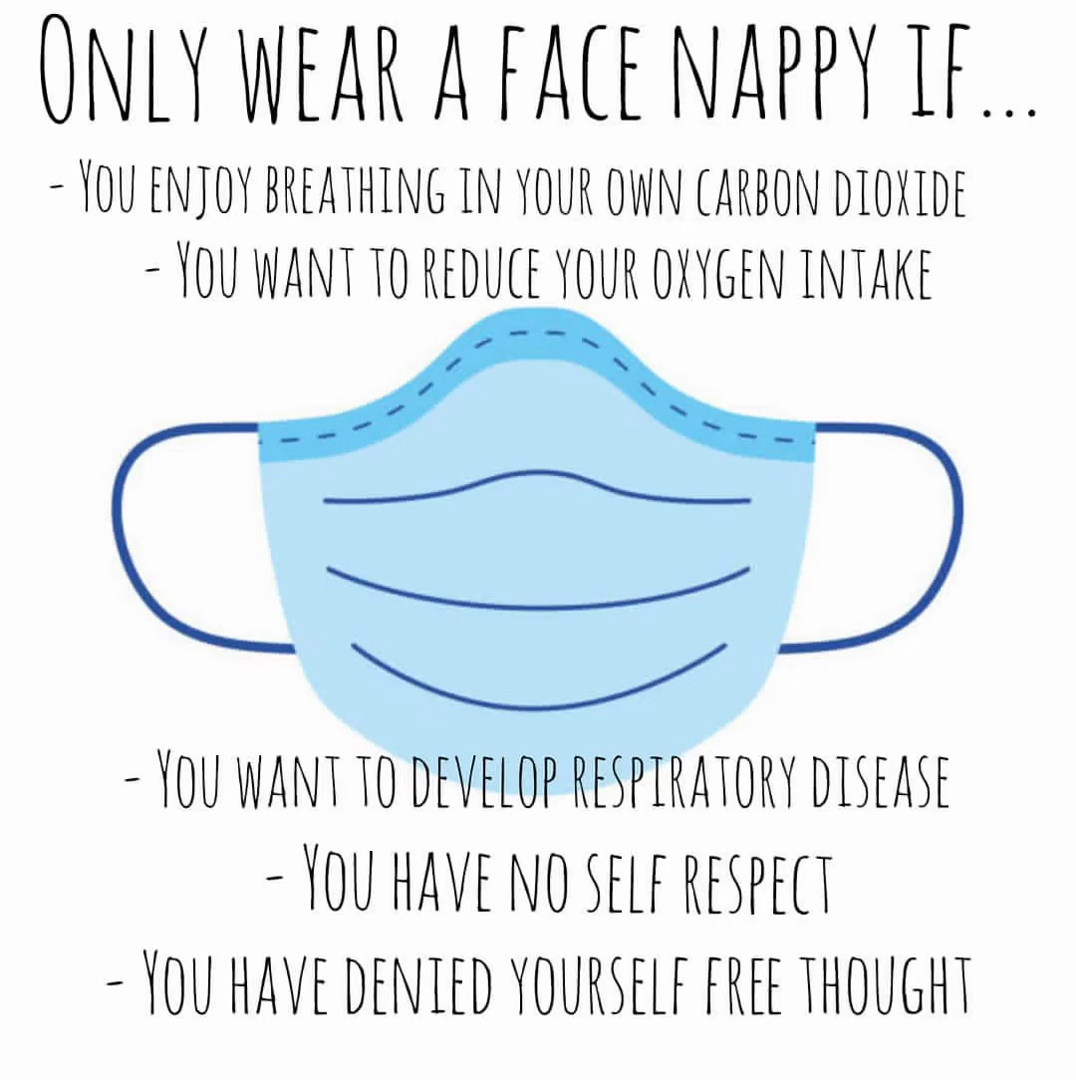 ONLY WEAR A FACE NAPPY IF...
- YOU ENJOY BREATHING IN YOUR OWN CARBON DIOXIDE
- YOU WANT TO REDUCE YOUR OXYGEN INTAKE
- YOU WANT TO DEVELOP RESPIRATORY DISEASE
- YOU HAVE NO SELF RESPECT
- YOU HAVE DENIED YOURSELF FREE THOUGHT